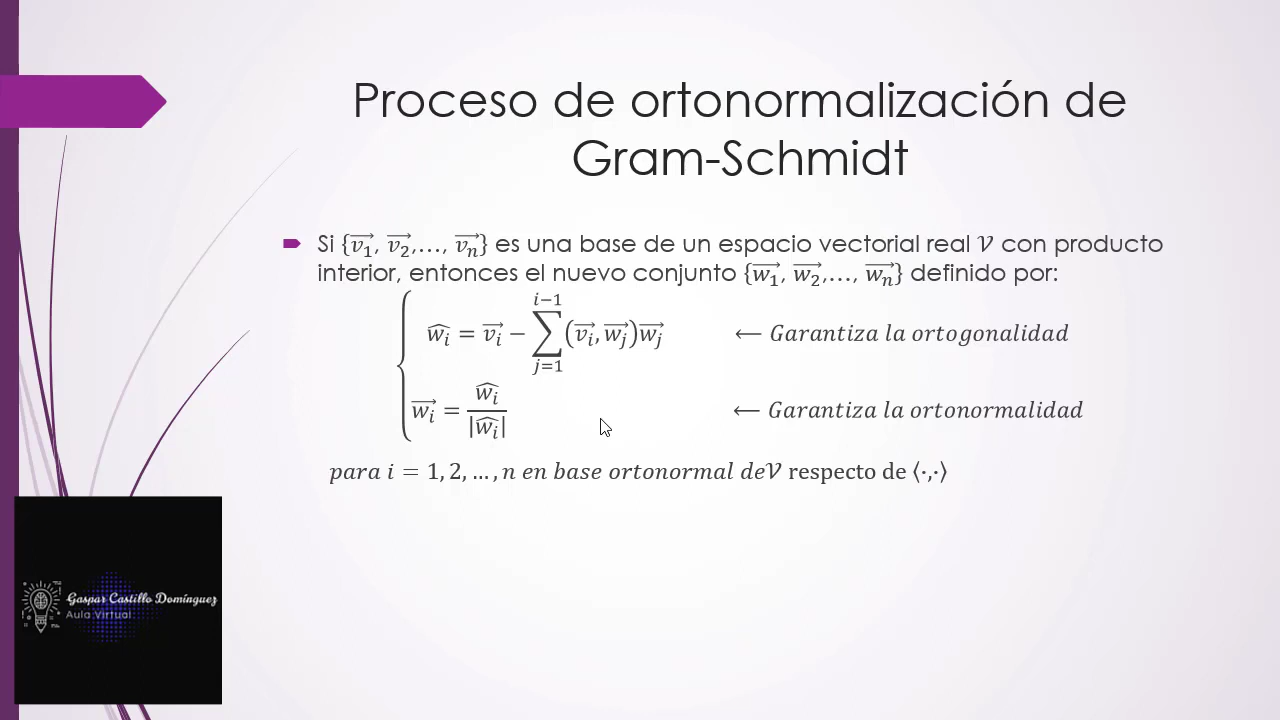 Proceso de ortonormalización de
Gram-Schmidt
Si {v₁⃗, v₂⃗,…, vₙ⃗} es una base de un espacio vectorial real 𝒱 con producto
interior, entonces el nuevo conjunto {w₁⃗, w₂⃗,…, wₙ⃗} definido por:
ŵᵢ = vᵢ⃗ − ∑_{j=1}^{i−1} (vᵢ⃗, wⱼ⃗)wⱼ⃗ ⟵ Garantiza la ortogonalidad
wᵢ⃗ = ŵᵢ / |ŵᵢ| ⟵ Garantiza la ortonormalidad
para i = 1, 2, … , n en base ortonormal de𝒱 respecto de ⟨·,·⟩
Gaspar Castillo Domínguez
Aula Virtual